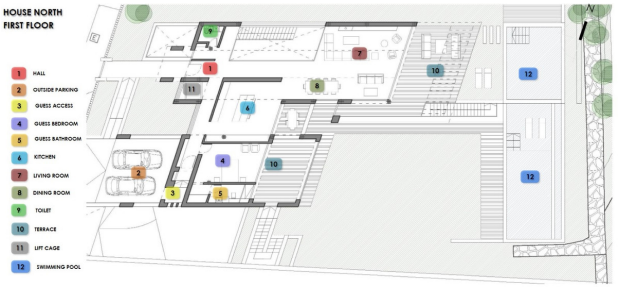 HOUSE NORTH
FIRST FLOOR
N
1 HALL
2 OUTSIDE PARKING
3 GUESS ACCESS
4 GUESS BEDROOM
5 GUESS BATHROOM
6 KITCHEN
7 LIVING ROOM
8 DINING ROOM
9 TOILET
10 TERRACE
11 LIFT CAGE
12 SWIMMING POOL
9
1
11
7
8
10
12
6
4
10
2
3
5
12